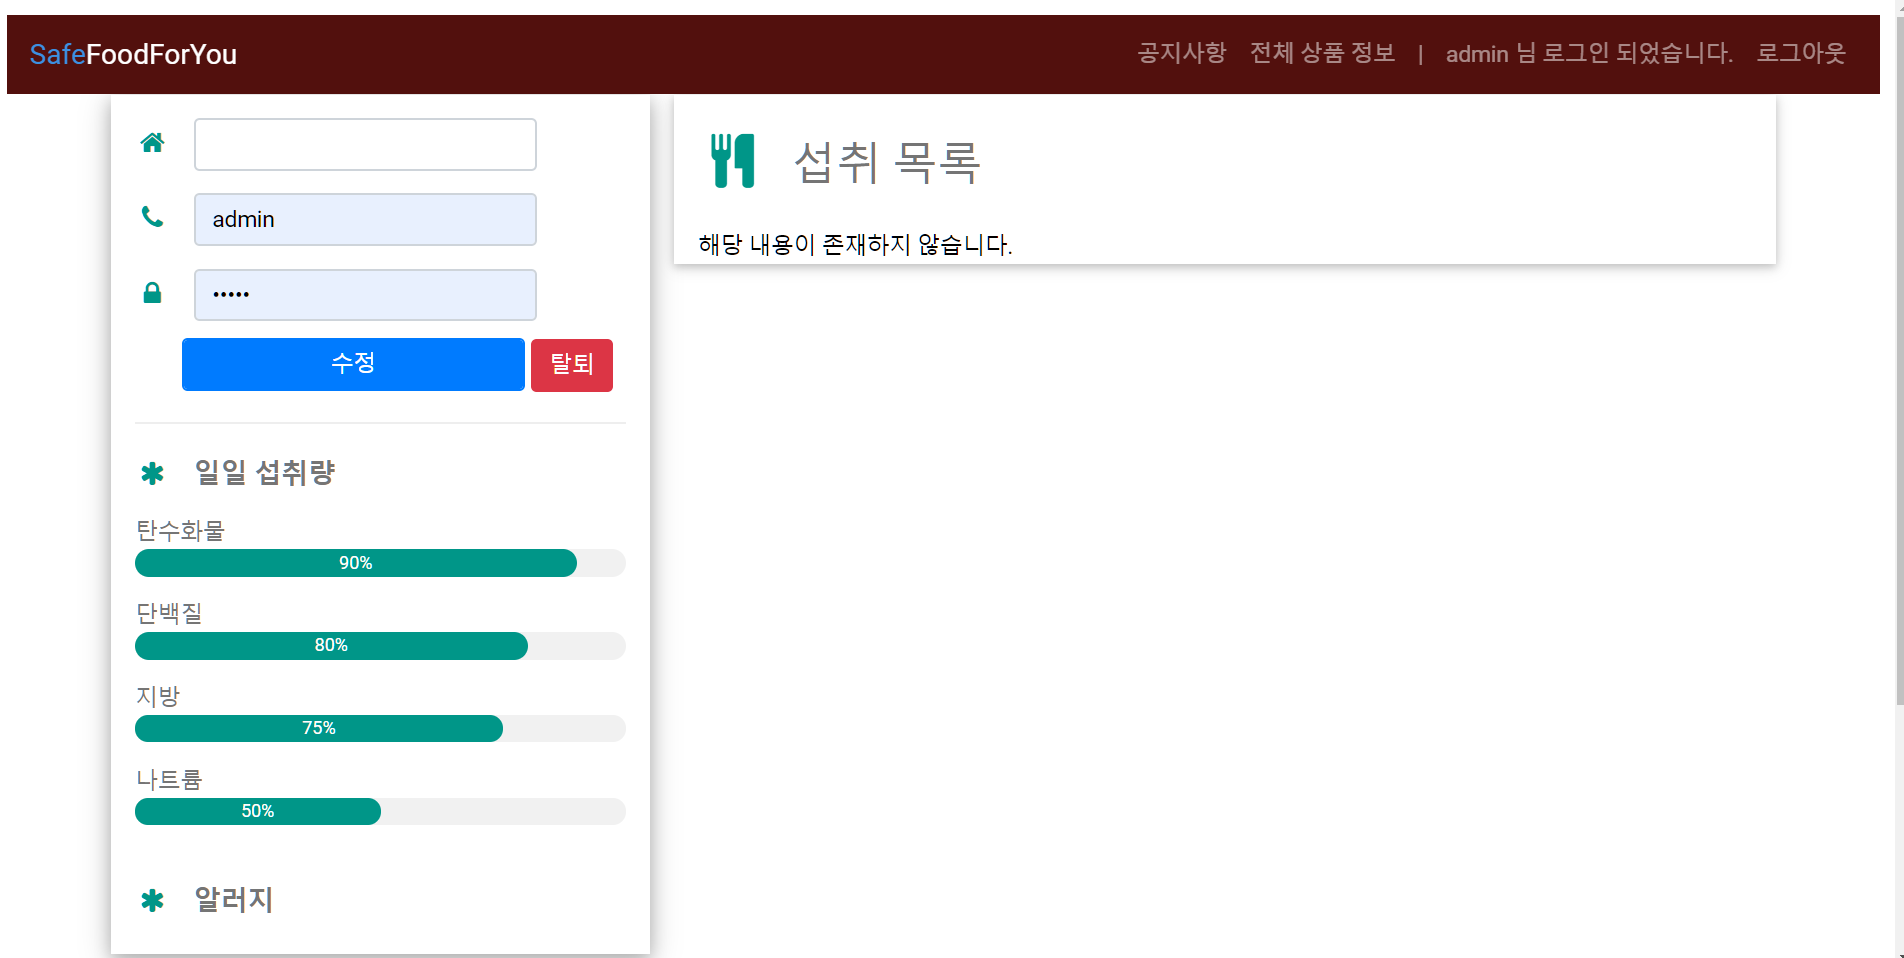 SafeFoodForYou
공지사항 전체 상품 정보 | admin 님 로그인 되었습니다. 로그아웃
admin
•••••
수정 탈퇴
일일 섭취량
탄수화물
90%
단백질
80%
지방
75%
나트륨
50%
알러지
섭취 목록
해당 내용이 존재하지 않습니다.